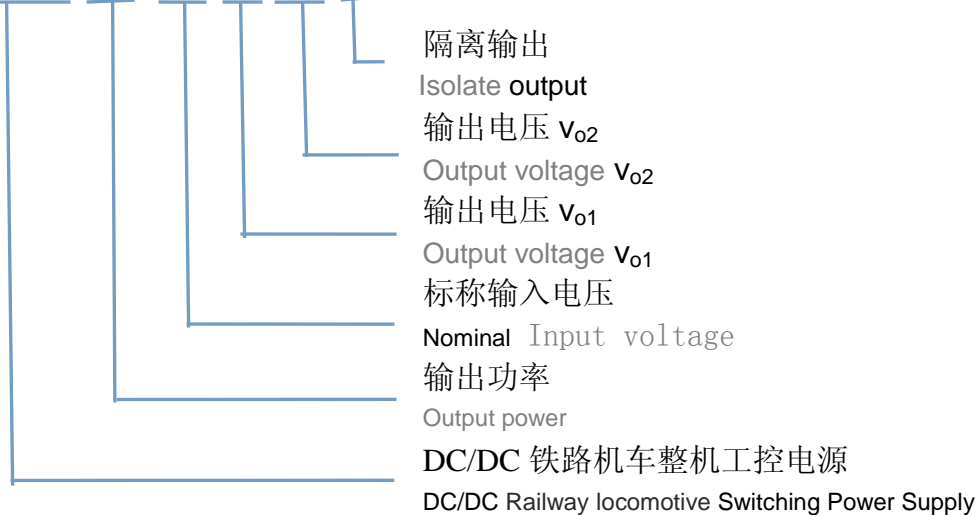 隔离输出
Isolate output
输出电压 vo2
Output voltage vo2
输出电压 vo1
Output voltage vo1
标称输入电压
Nominal Input voltage
输出功率
Output power
DC/DC 铁路机车整机工控电源
DC/DC Railway locomotive Switching Power Supply